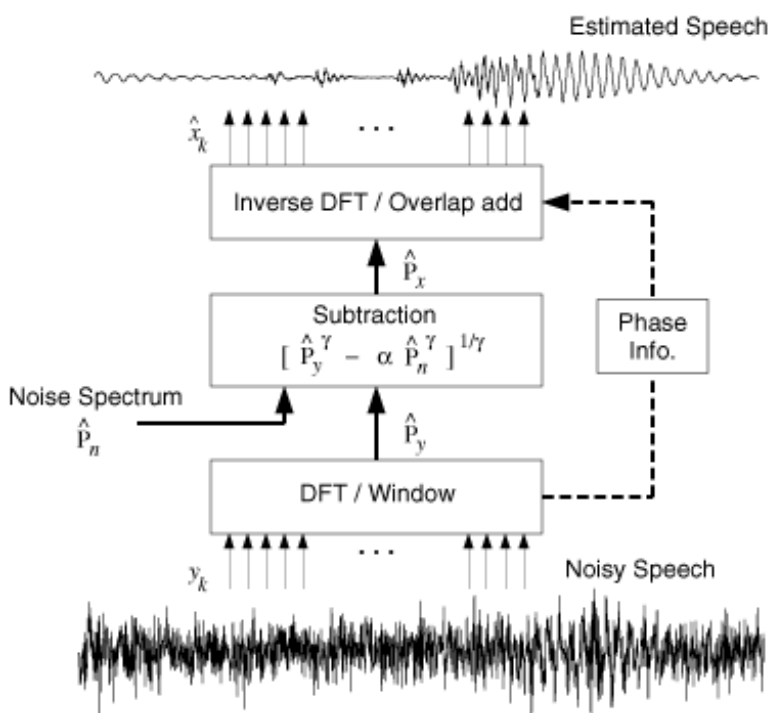 Estimated Speech
x̂_k
. . .
Inverse DFT / Overlap add
P̂_x
Subtraction
[ P̂_y^γ – α P̂_n^γ ]^1/γ
Phase
Info.
Noise Spectrum
P̂_n
P̂_y
DFT / Window
. . .
y_k
Noisy Speech